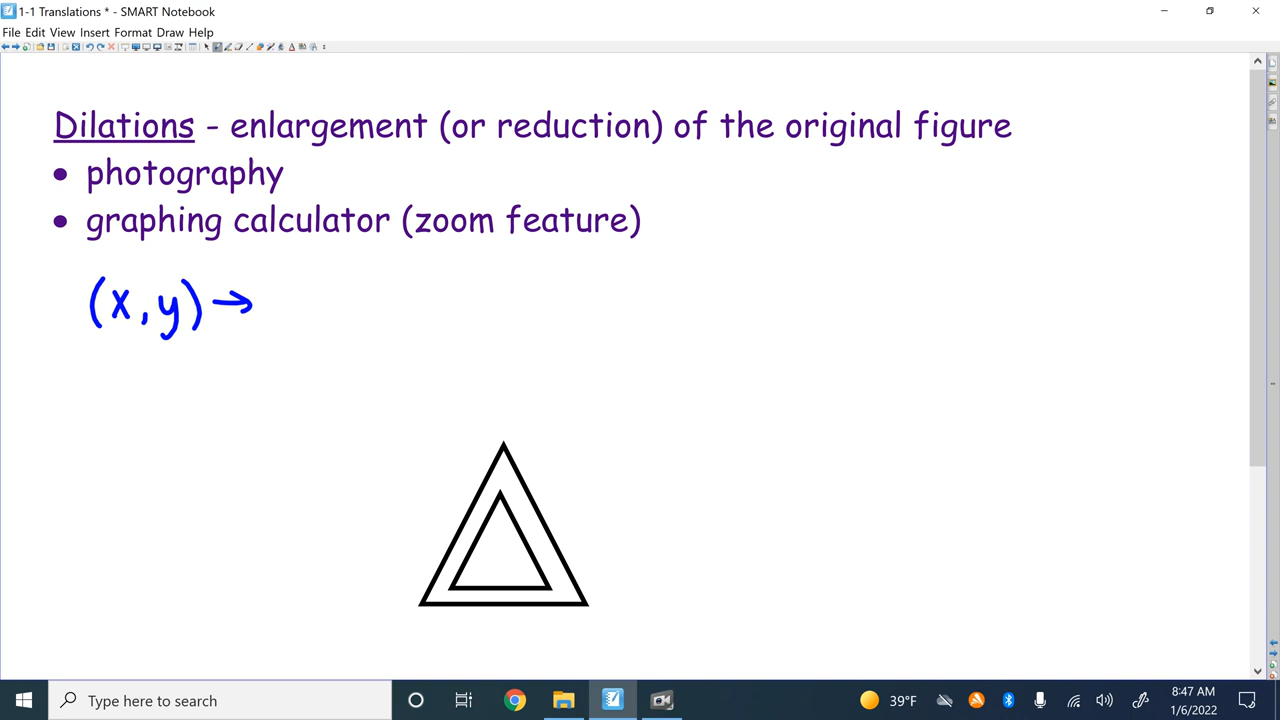 1-1 Translations * - SMART Notebook
File Edit View Insert Format Draw Help
Dilations - enlargement (or reduction) of the original figure
• photography
• graphing calculator (zoom feature)
(x, y) →
Type here to search
39°F
8:47 AM
1/6/2022